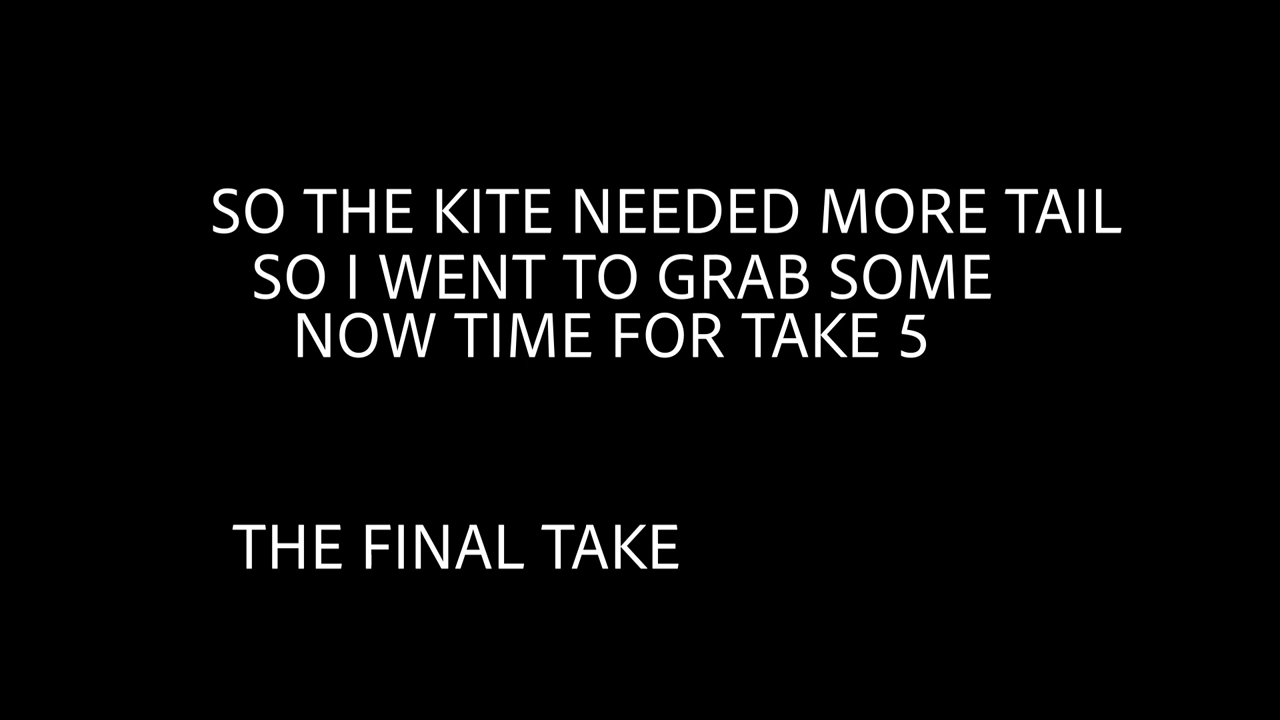 SO THE KITE NEEDED MORE TAIL
SO I WENT TO GRAB SOME
NOW TIME FOR TAKE 5
THE FINAL TAKE